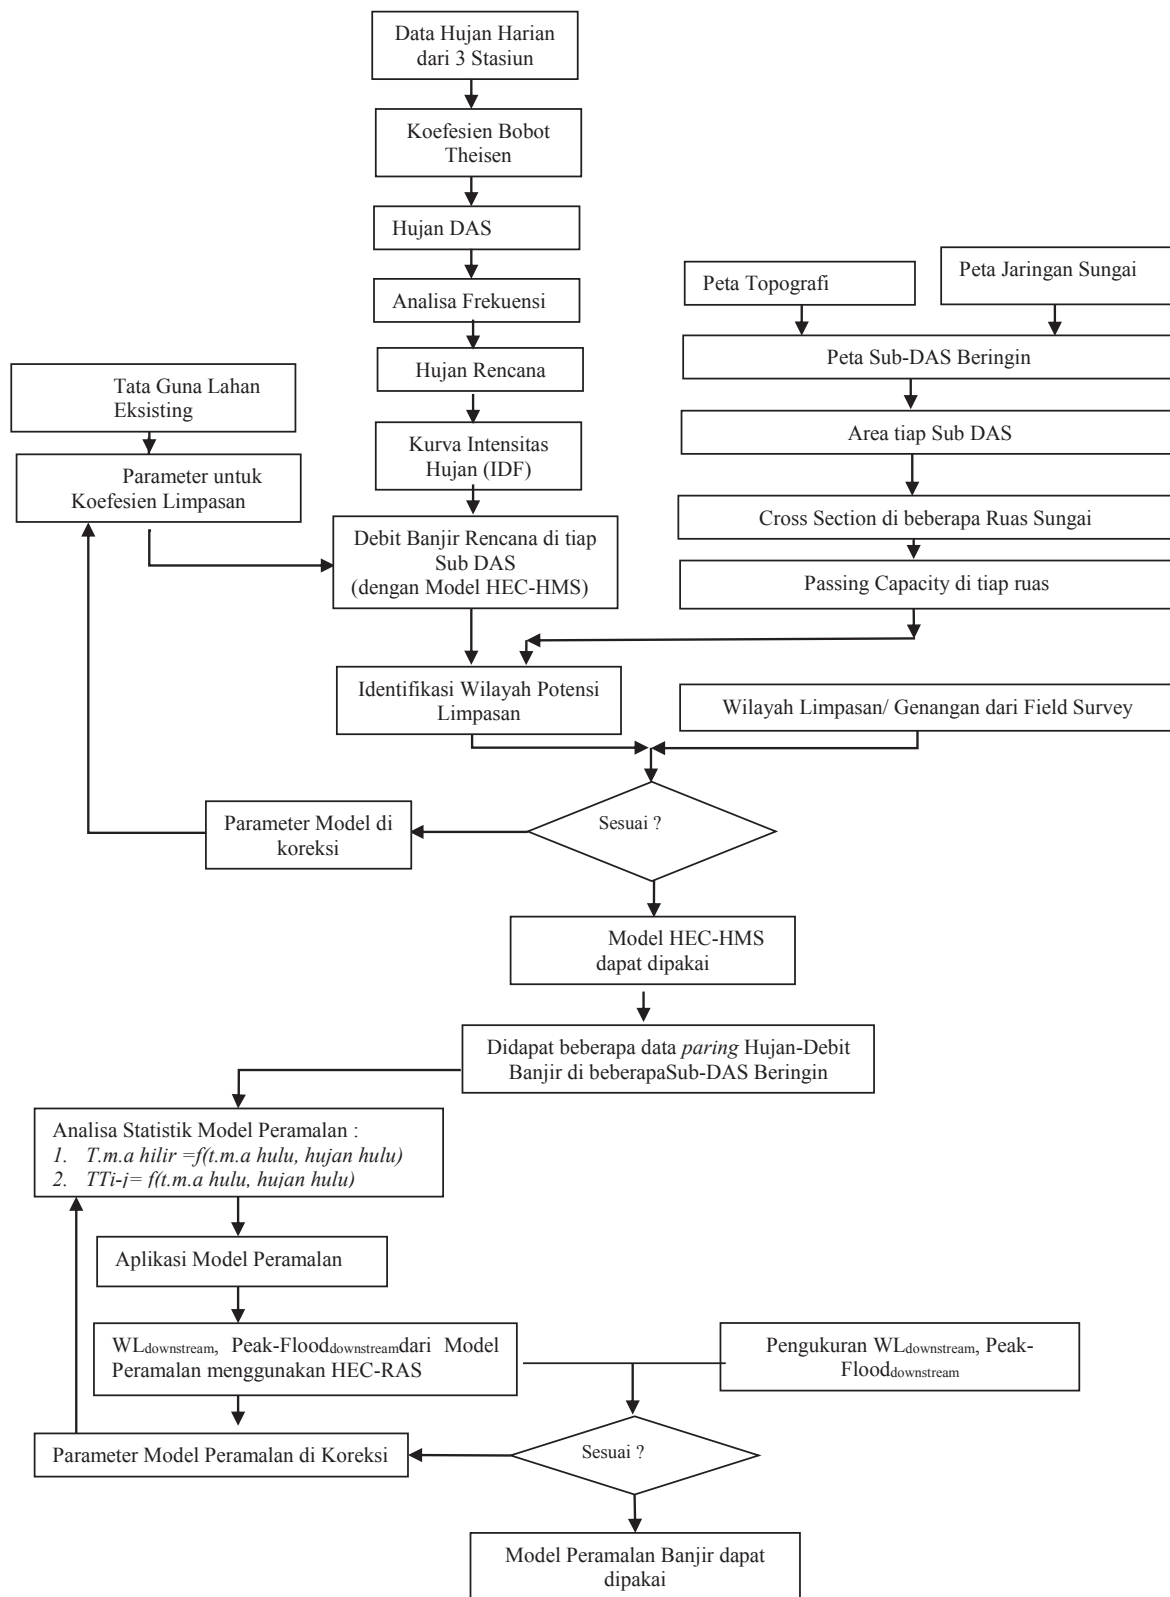 Data Hujan Harian
dari 3 Stasiun
Koefesien Bobot
Theisen
Hujan DAS
Analisa Frekuensi
Hujan Rencana
Kurva Intensitas
Hujan (IDF)
Peta Topografi
Peta Jaringan Sungai
Peta Sub-DAS Beringin
Area tiap Sub DAS
Cross Section di beberapa Ruas Sungai
Passing Capacity di tiap ruas
Tata Guna Lahan
Eksisting
Parameter untuk
Koefesien Limpasan
Debit Banjir Rencana di tiap
Sub DAS
(dengan Model HEC-HMS)
Identifikasi Wilayah Potensi
Limpasan
Wilayah Limpasan/ Genangan dari Field Survey
Sesuai ?
Parameter Model di
koreksi
Model HEC-HMS
dapat dipakai
Didapat beberapa data paring Hujan-Debit
Banjir di beberapaSub-DAS Beringin
Analisa Statistik Model Peramalan :
1. T.m.a hilir =f(t.m.a hulu, hujan hulu)
2. TTi-j= f(t.m.a hulu, hujan hulu)
Aplikasi Model Peramalan
WLdownstream, Peak-Flooddownstreamdari Model
Peramalan menggunakan HEC-RAS
Pengukuran WLdownstream, Peak-
Flooddownstream
Parameter Model Peramalan di Koreksi
Sesuai ?
Model Peramalan Banjir dapat
dipakai